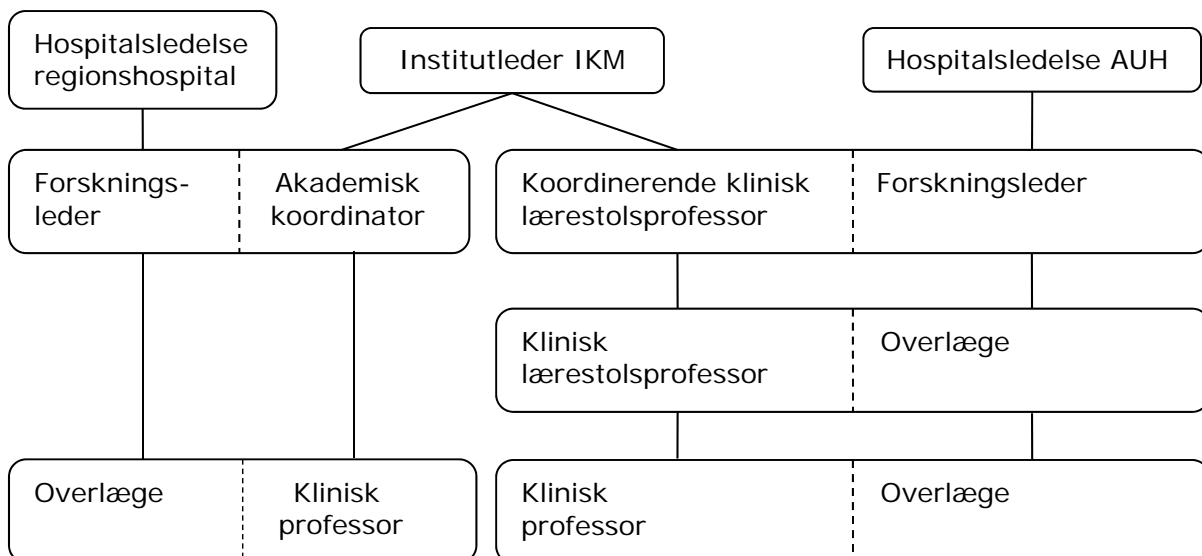 Hospitalsledelse
regionshospital
Institutleder IKM
Hospitalsledelse AUH
Forsknings-
leder
Akademisk
koordinator
Koordinerende klinisk
lærestolsprofessor
Forskningsleder
Klinisk
lærestolsprofessor
Overlæge
Overlæge
Klinisk
professor
Klinisk
professor
Overlæge